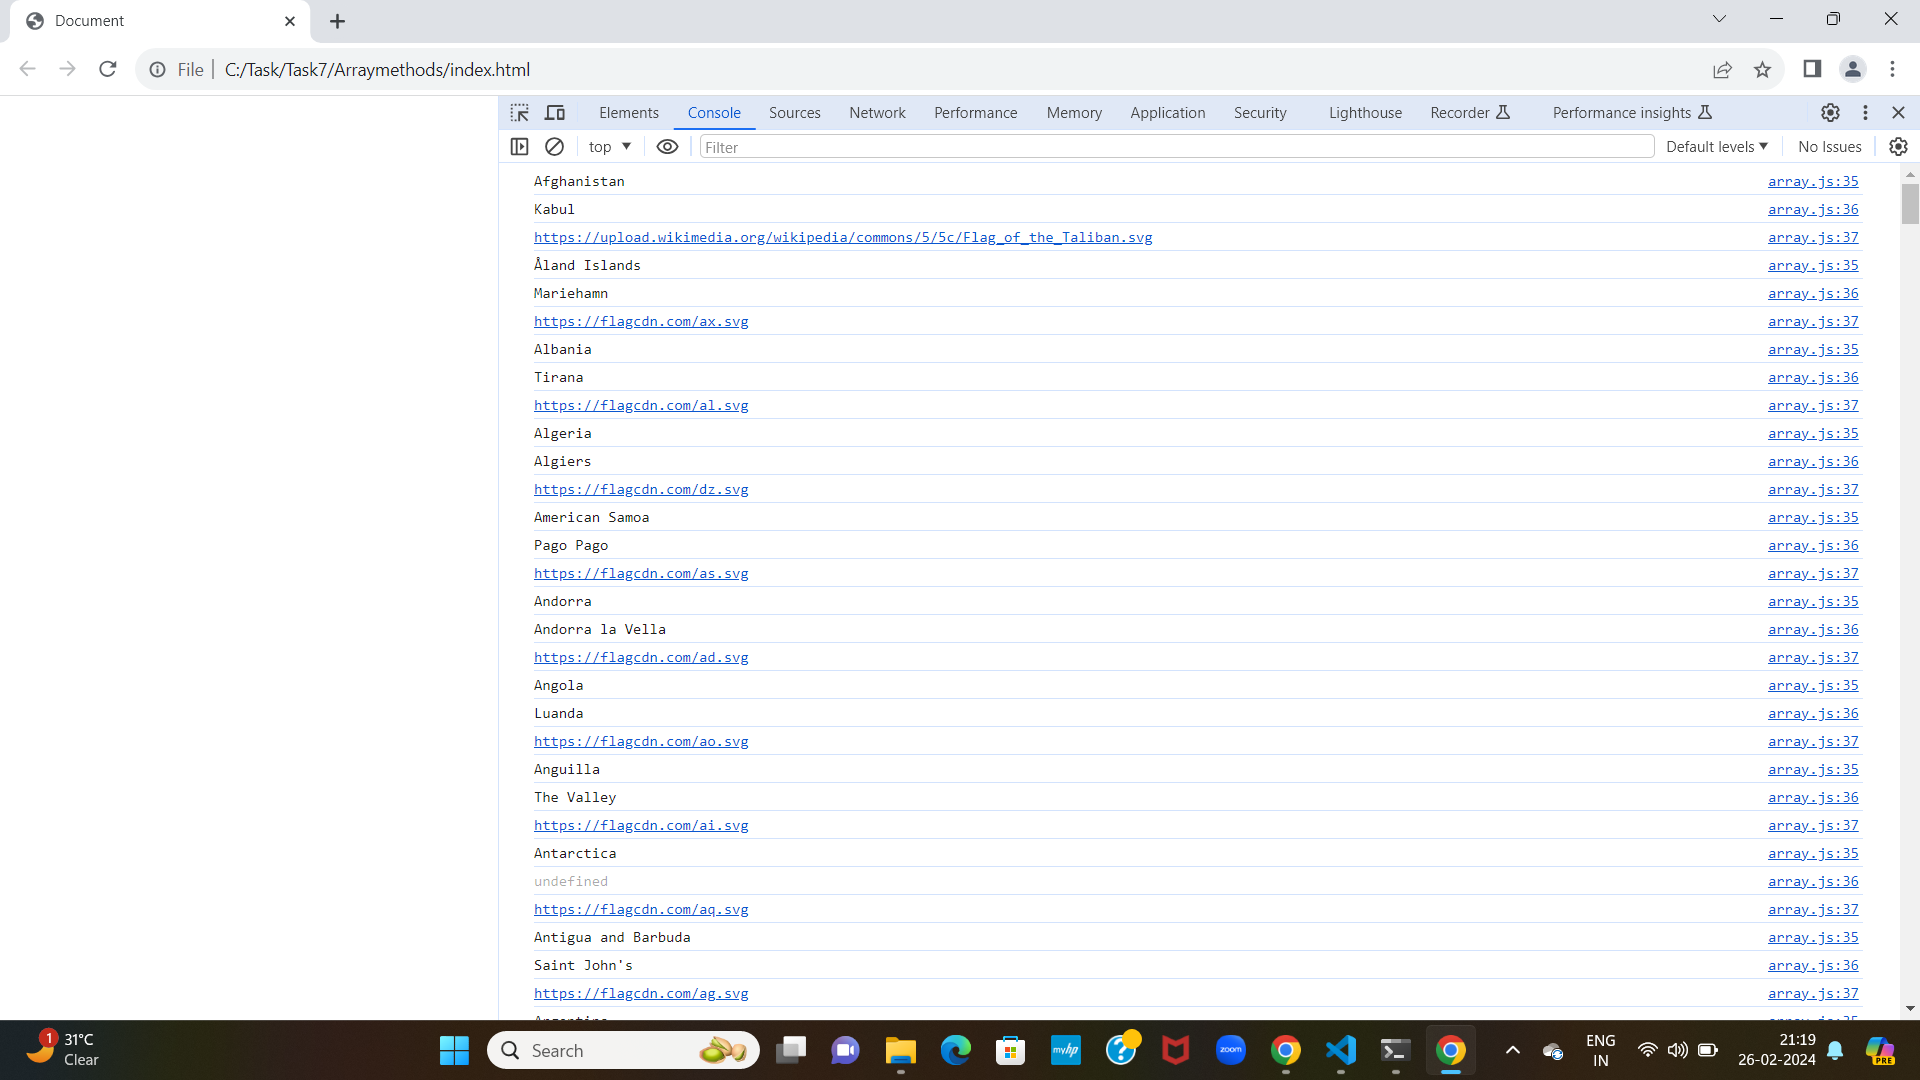 Document
File C:/Task/Task7/Arraymethods/index.html
Elements Console Sources Network Performance Memory Application Security Lighthouse Recorder Performance insights
top Filter Default levels No Issues
Afghanistan array.js:35
Kabul array.js:36
https://upload.wikimedia.org/wikipedia/commons/5/5c/Flag_of_the_Taliban.svg array.js:37
Åland Islands array.js:35
Mariehamn array.js:36
https://flagcdn.com/ax.svg array.js:37
Albania array.js:35
Tirana array.js:36
https://flagcdn.com/al.svg array.js:37
Algeria array.js:35
Algiers array.js:36
https://flagcdn.com/dz.svg array.js:37
American Samoa array.js:35
Pago Pago array.js:36
https://flagcdn.com/as.svg array.js:37
Andorra array.js:35
Andorra la Vella array.js:36
https://flagcdn.com/ad.svg array.js:37
Angola array.js:35
Luanda array.js:36
https://flagcdn.com/ao.svg array.js:37
Anguilla array.js:35
The Valley array.js:36
https://flagcdn.com/ai.svg array.js:37
Antarctica array.js:35
undefined array.js:36
https://flagcdn.com/aq.svg array.js:37
Antigua and Barbuda array.js:35
Saint John's array.js:36
https://flagcdn.com/ag.svg array.js:37
1 31°C
Clear
Search
myhp
zoom
ENG
IN
21:19
26-02-2024
PRE